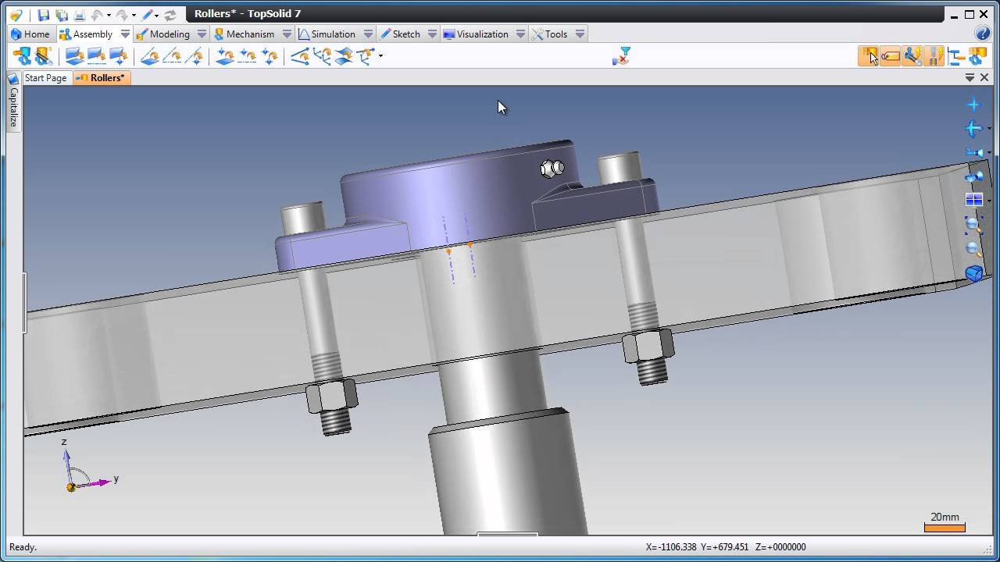 Rollers* - TopSolid 7
Home Assembly Modeling Mechanism Simulation Sketch Visualization Tools
Start Page Rollers*
Capitalize
z
y
20mm
Ready. X=-1106.338 Y=+679.451 Z=+0000000